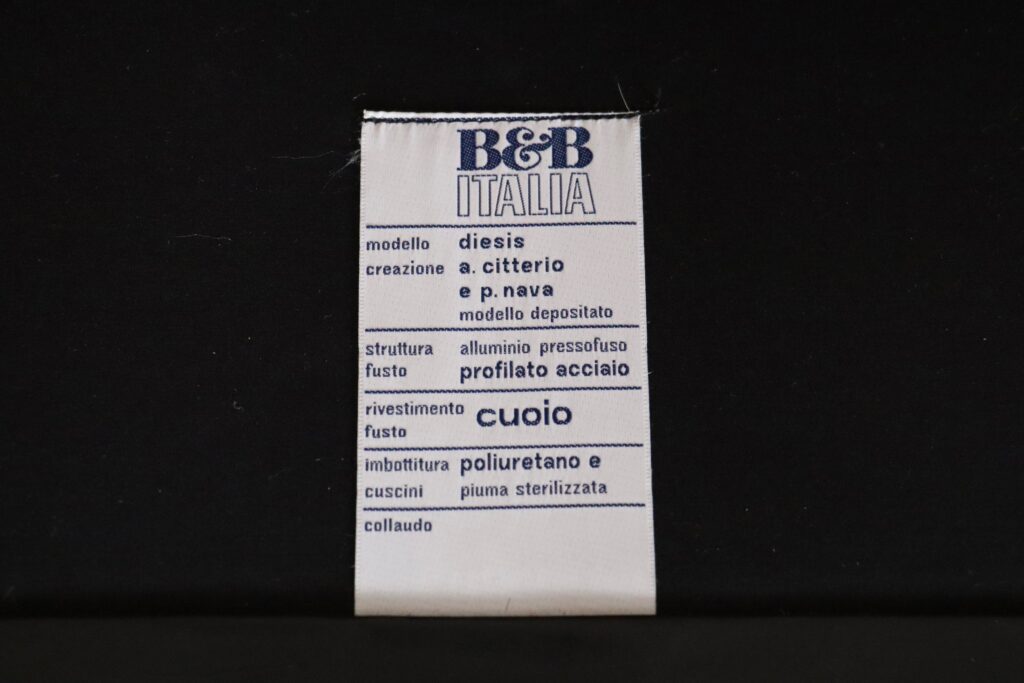 B&B
ITALIA
modello diesis
creazione a. citterio
e p. nava
modello depositato
struttura alluminio pressofuso
fusto profilato acciaio
rivestimento cuoio
fusto
imbottitura poliuretano e
cuscini piuma sterilizzata
collaudo